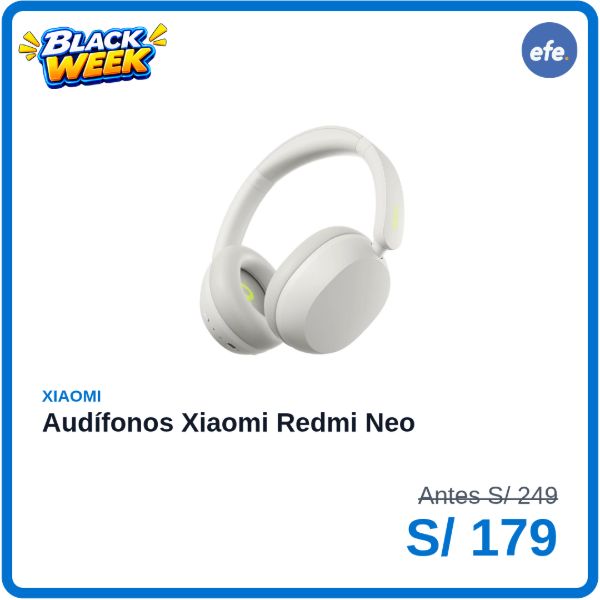 BLACK
WEEK
efe.
XIAOMI
Audífonos Xiaomi Redmi Neo
Antes S/ 249
S/ 179